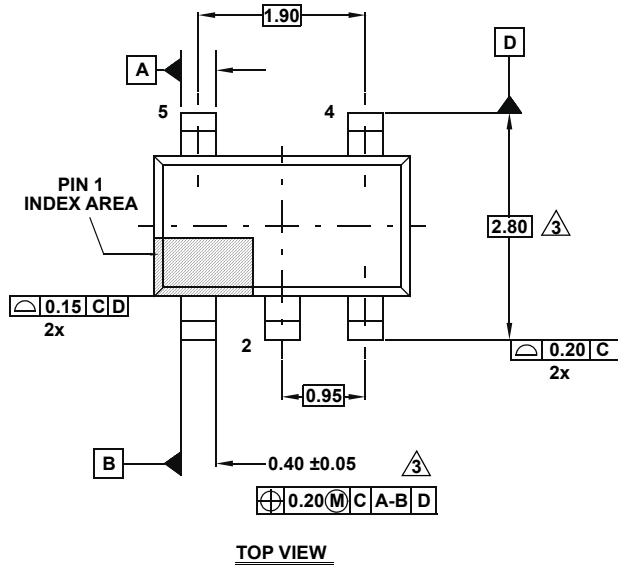 1.90
D
A
5
4
PIN 1
INDEX AREA
2.80
3
0.15 C D
2x
2
0.20 C
2x
0.95
B
0.40 ±0.05
3
0.20 M C A-B D
TOP VIEW